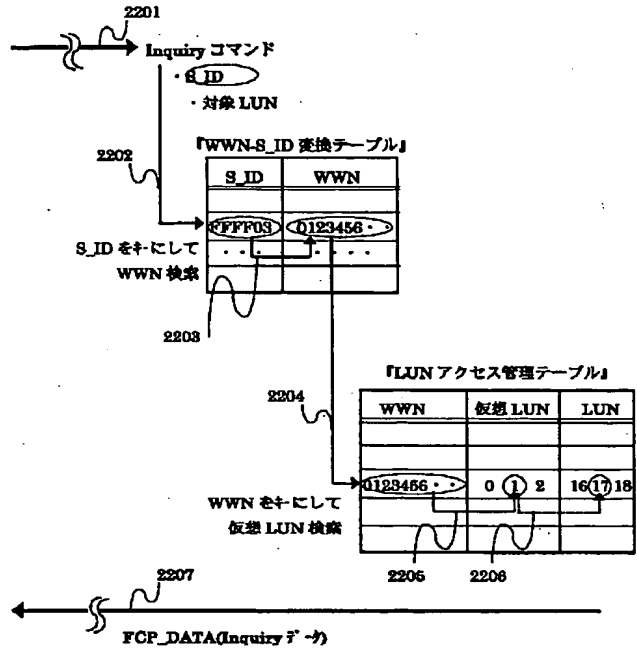 2201
Inquiry コマンド
・S_ID
・対象 LUN
2202
『WWN-S_ID 変換テーブル』
S_ID WWN
FFFF03 0123456・・
・・・ ・・・・
S_ID をキーにして
WWN 検索
2203
『LUN アクセス管理テーブル』
2204
WWN 仮想 LUN LUN
0123456・・ 0 1 2 16 17 18
WWN をキーにして
仮想 LUN 検索
2205 2206
2207
FCP_DATA(Inquiry データ)